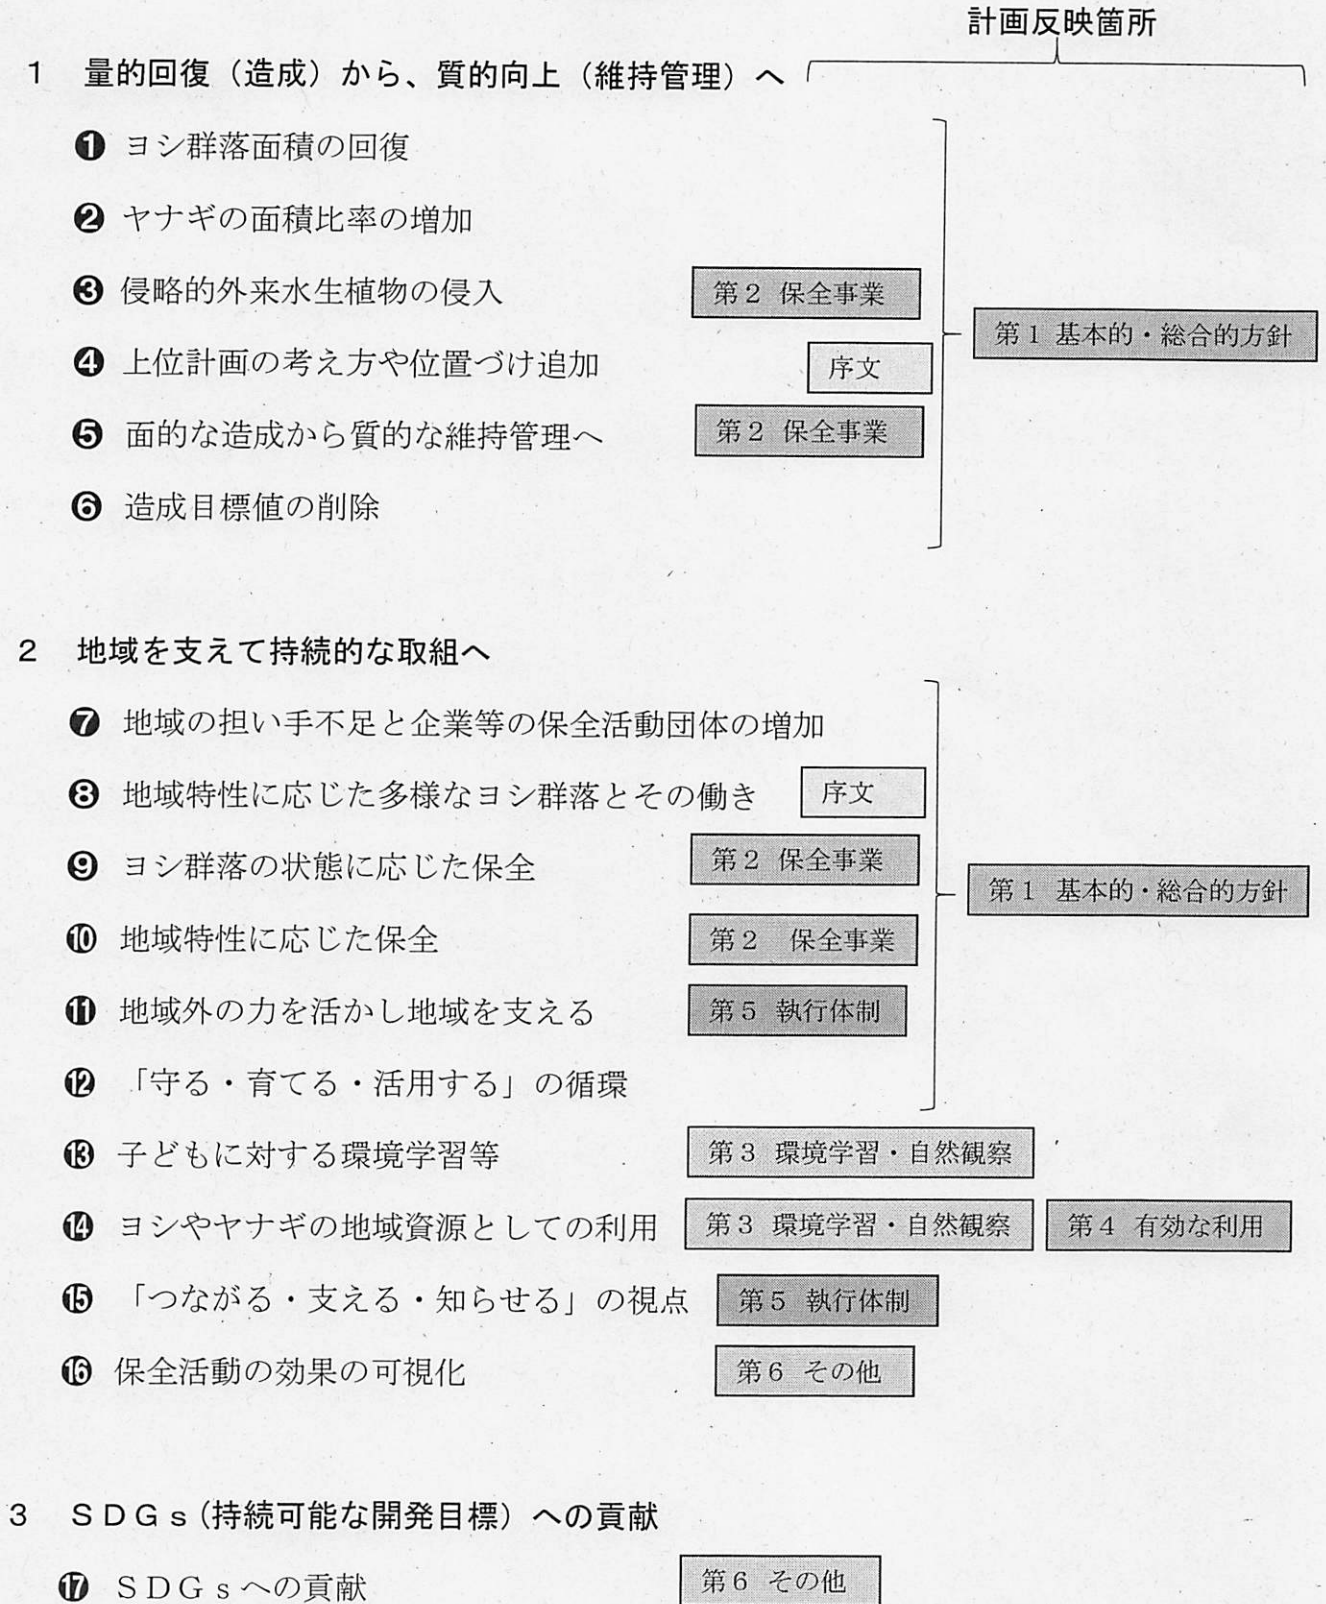 計画反映箇所
1 量的回復（造成）から、質的向上（維持管理）へ
❶ ヨシ群落面積の回復
❷ ヤナギの面積比率の増加
❸ 侵略的外来水生植物の侵入 第2 保全事業
第1 基本的・総合的方針
❹ 上位計画の考え方や位置づけ追加 序文
❺ 面的な造成から質的な維持管理へ 第2 保全事業
❻ 造成目標値の削除
2 地域を支えて持続的な取組へ
❼ 地域の担い手不足と企業等の保全活動団体の増加
❽ 地域特性に応じた多様なヨシ群落とその働き 序文
❾ ヨシ群落の状態に応じた保全 第2 保全事業
第1 基本的・総合的方針
❿ 地域特性に応じた保全 第2 保全事業
⓫ 地域外の力を活かし地域を支える 第5 執行体制
⓬ 「守る・育てる・活用する」の循環
⓭ 子どもに対する環境学習等 第3 環境学習・自然観察
⓮ ヨシやヤナギの地域資源としての利用 第3 環境学習・自然観察 第4 有効な利用
⓯ 「つながる・支える・知らせる」の視点 第5 執行体制
⓰ 保全活動の効果の可視化 第6 その他
3 ＳＤＧｓ(持続可能な開発目標）への貢献
⓱ ＳＤＧｓへの貢献 第6 その他